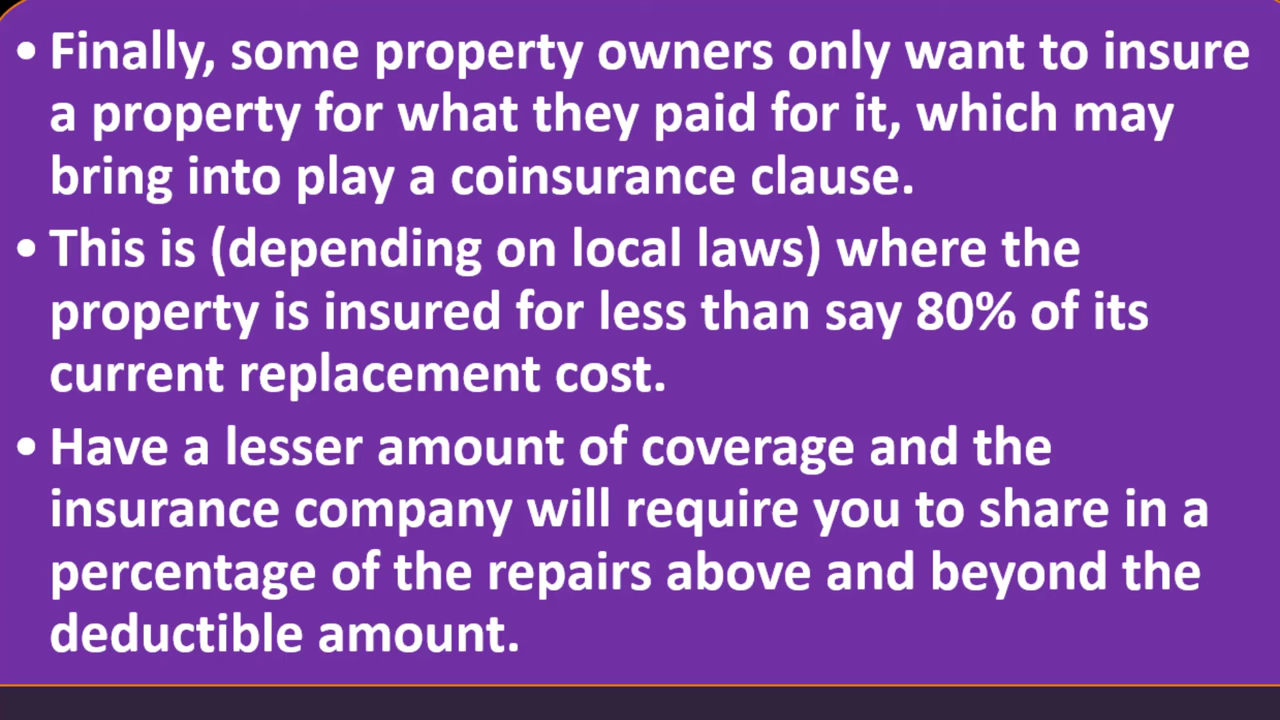 • Finally, some property owners only want to insure
a property for what they paid for it, which may
bring into play a coinsurance clause.
• This is (depending on local laws) where the
property is insured for less than say 80% of its
current replacement cost.
• Have a lesser amount of coverage and the
insurance company will require you to share in a
percentage of the repairs above and beyond the
deductible amount.